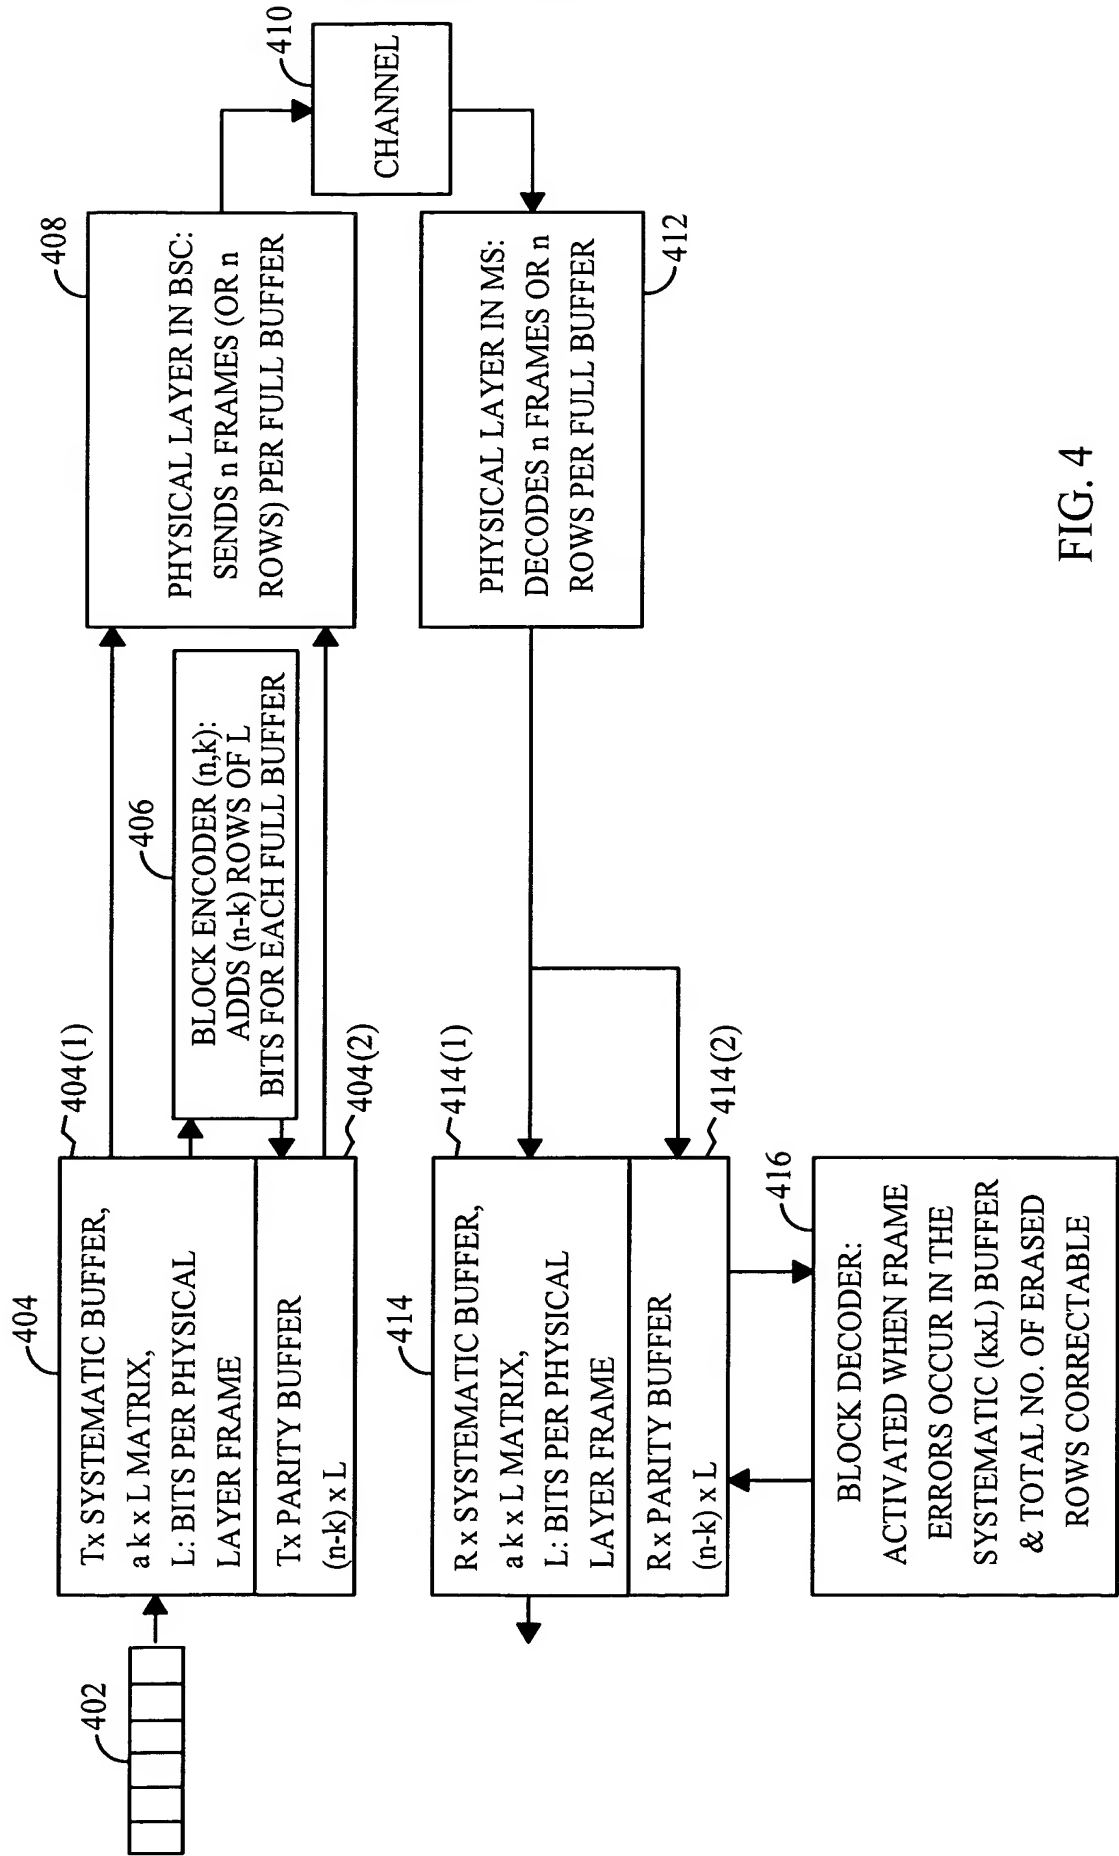 402
404
Tx SYSTEMATIC BUFFER,
a k x L MATRIX,
L: BITS PER PHYSICAL
LAYER FRAME
404(1)
Tx PARITY BUFFER
(n-k) x L
404(2)
406
BLOCK ENCODER (n,k):
ADDS (n-k) ROWS OF L
BITS FOR EACH FULL BUFFER
408
PHYSICAL LAYER IN BSC:
SENDS n FRAMES (OR n
ROWS) PER FULL BUFFER
410
CHANNEL
412
PHYSICAL LAYER IN MS:
DECODES n FRAMES OR n
ROWS PER FULL BUFFER
414
Rx SYSTEMATIC BUFFER,
a k x L MATRIX,
L: BITS PER PHYSICAL
LAYER FRAME
414(1)
Rx PARITY BUFFER
(n-k) x L
414(2)
416
BLOCK DECODER:
ACTIVATED WHEN FRAME
ERRORS OCCUR IN THE
SYSTEMATIC (kxL) BUFFER
& TOTAL NO. OF ERASED
ROWS CORRECTABLE
FIG. 4